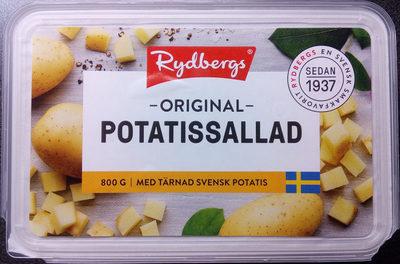 Rydbergs®
-ORIGINAL-
POTATISSALLAD
800 G | MED TÄRNAD SVENSK POTATIS
RYDBERGS EN SVENSK SMAKFAVORIT
SEDAN
1937